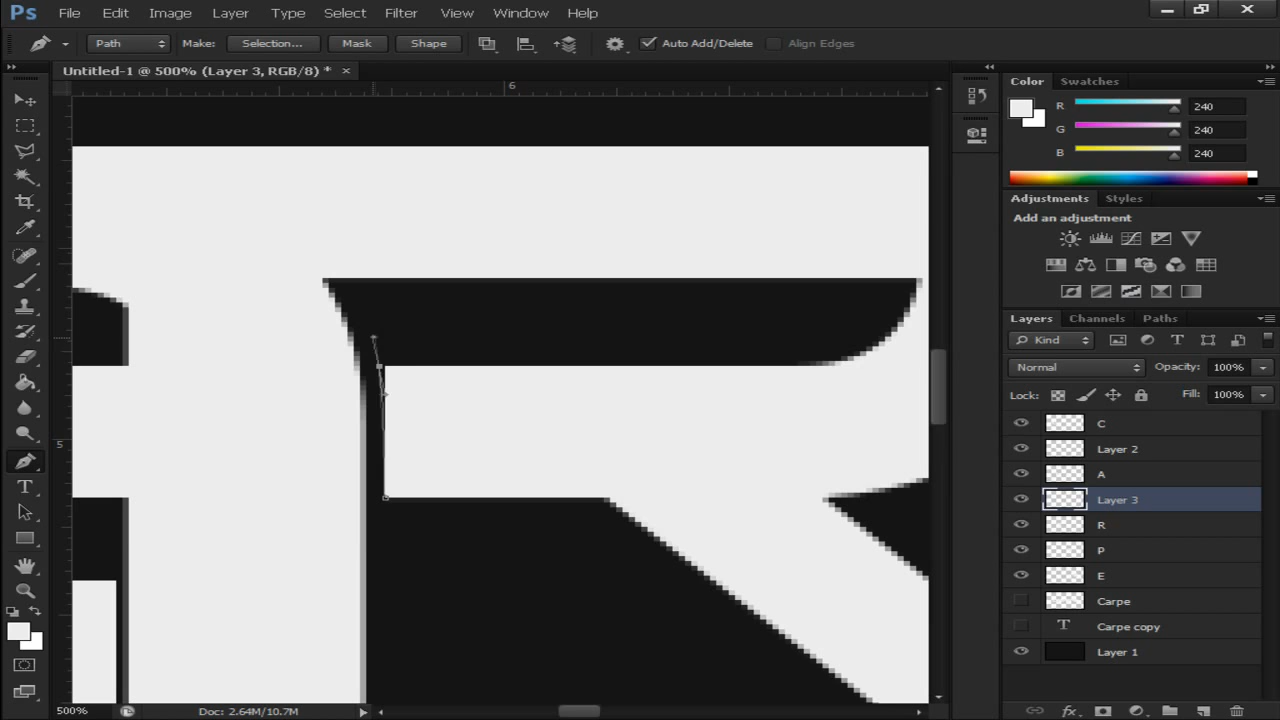 Ps File Edit Image Layer Type Select Filter View Window Help
Path Make: Selection... Mask Shape Auto Add/Delete Align Edges
Untitled-1 @ 500% (Layer 3, RGB/8) * ×
6
5
Color Swatches
R 240
G 240
B 240
Adjustments Styles
Add an adjustment
Layers Channels Paths
Kind T
Normal Opacity: 100%
Lock: Fill: 100%
C
Layer 2
A
Layer 3
R
P
E
Carpe
T Carpe copy
Layer 1
fx
T
500% Doc: 2.64M/10.7M